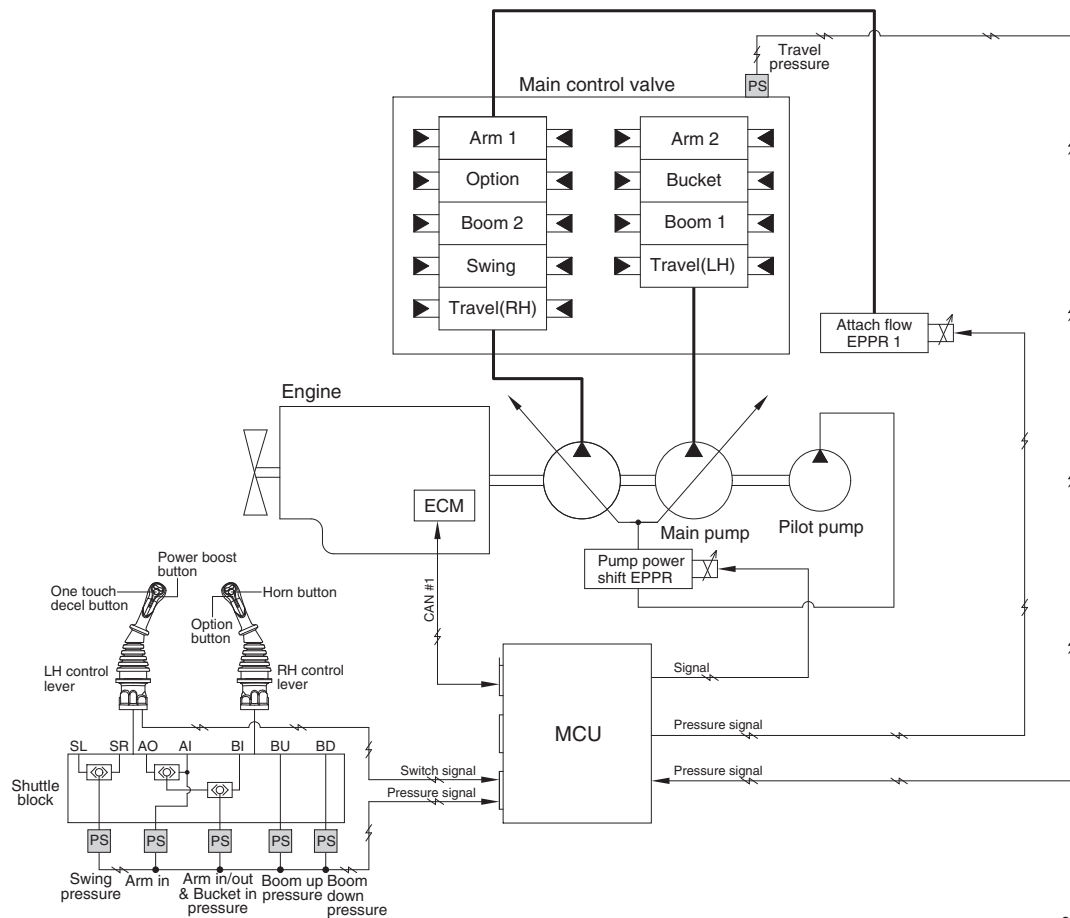 Travel
pressure
PS
Main control valve
Arm 1
Arm 2
Option
Bucket
Boom 2
Boom 1
Swing
Travel(LH)
Travel(RH)
Attach flow
EPPR 1
Engine
ECM
Main pump
Pilot pump
Pump power
shift EPPR
CAN #1
Power boost
button
One touch
decel button
Horn button
Option
button
LH control
lever
RH control
lever
Signal
MCU
Pressure signal
Pressure signal
Switch signal
Pressure signal
SL SR AO AI BI BU BD
Shuttle
block
PS PS PS PS PS
Swing
pressure
Arm in
Arm in/out
& Bucket in
pressure
Boom up
pressure
Boom
down
pressure